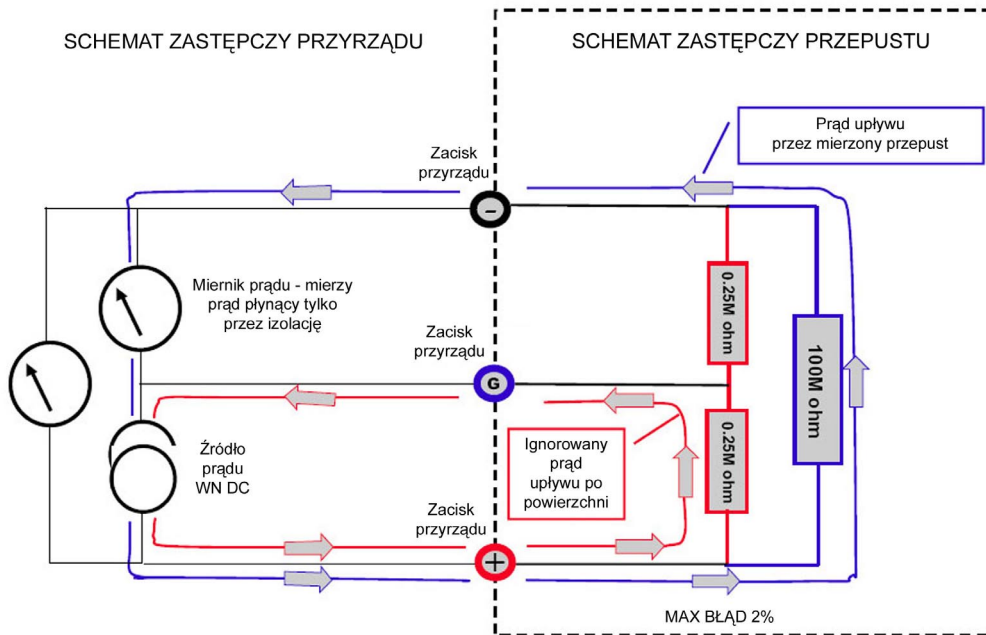 SCHEMAT ZASTĘPCZY PRZYRZĄDU
SCHEMAT ZASTĘPCZY PRZEPUSTU
Prąd upływu
przez mierzony przepust
Zacisk
przyrządu
–
Miernik prądu - mierzy
prąd płynący tylko
przez izolację
0.25M ohm
100M ohm
Zacisk
przyrządu
G
0.25M ohm
Źródło
prądu
WN DC
Ignorowany
prąd
upływu po
powierzchni
Zacisk
przyrządu
+
MAX BŁĄD 2%